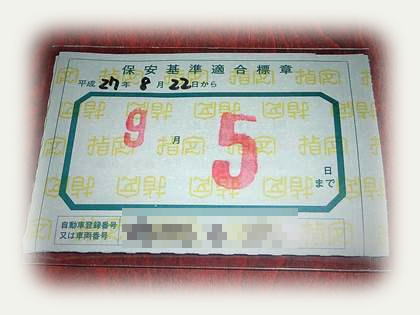 保安基準適合標章
平成27年8月22日から
9月5日まで
自動車登録番号
又は車両番号